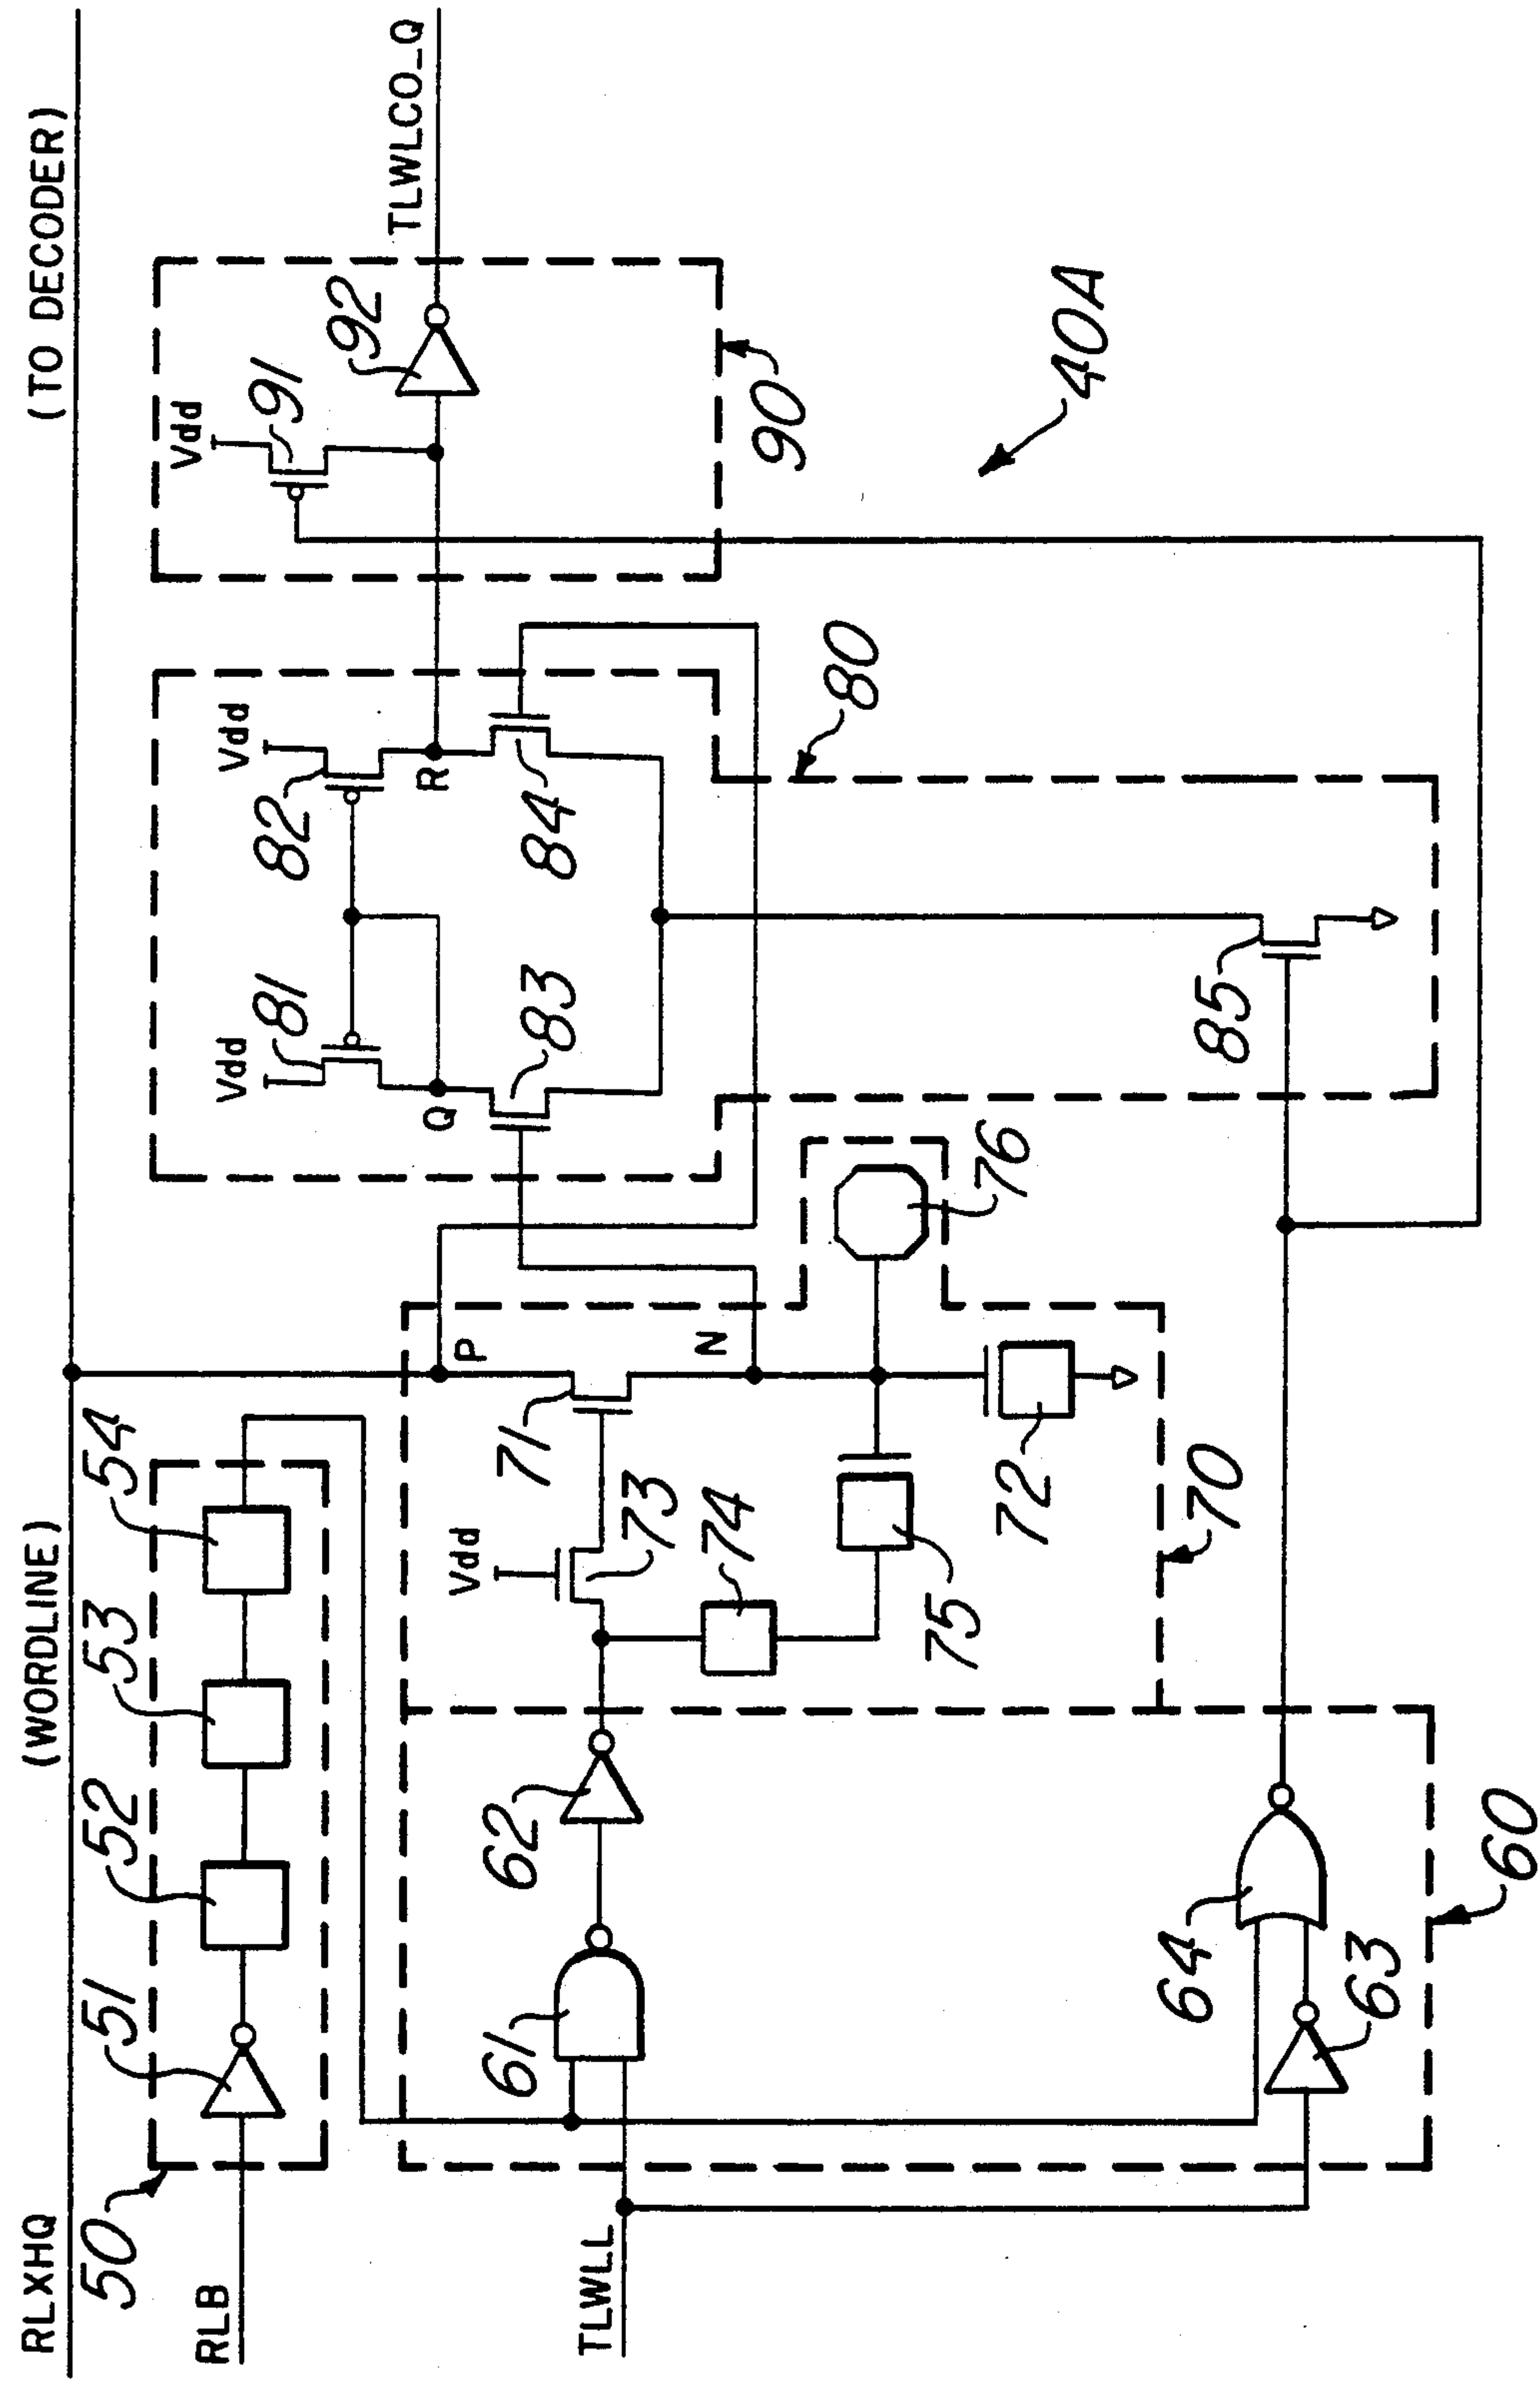 RLXHQ (WORDLINE) (TO DECODER)
50 51 52 53 54
RLB
TLWLL
61 62
63 64
60
Vdd
73
71
74
75
72
76
P
N
70
Vdd
81
Vdd
82
Q
R
83
84
85
80
Vdd
91
92
90
TLWLCO_Q
40A